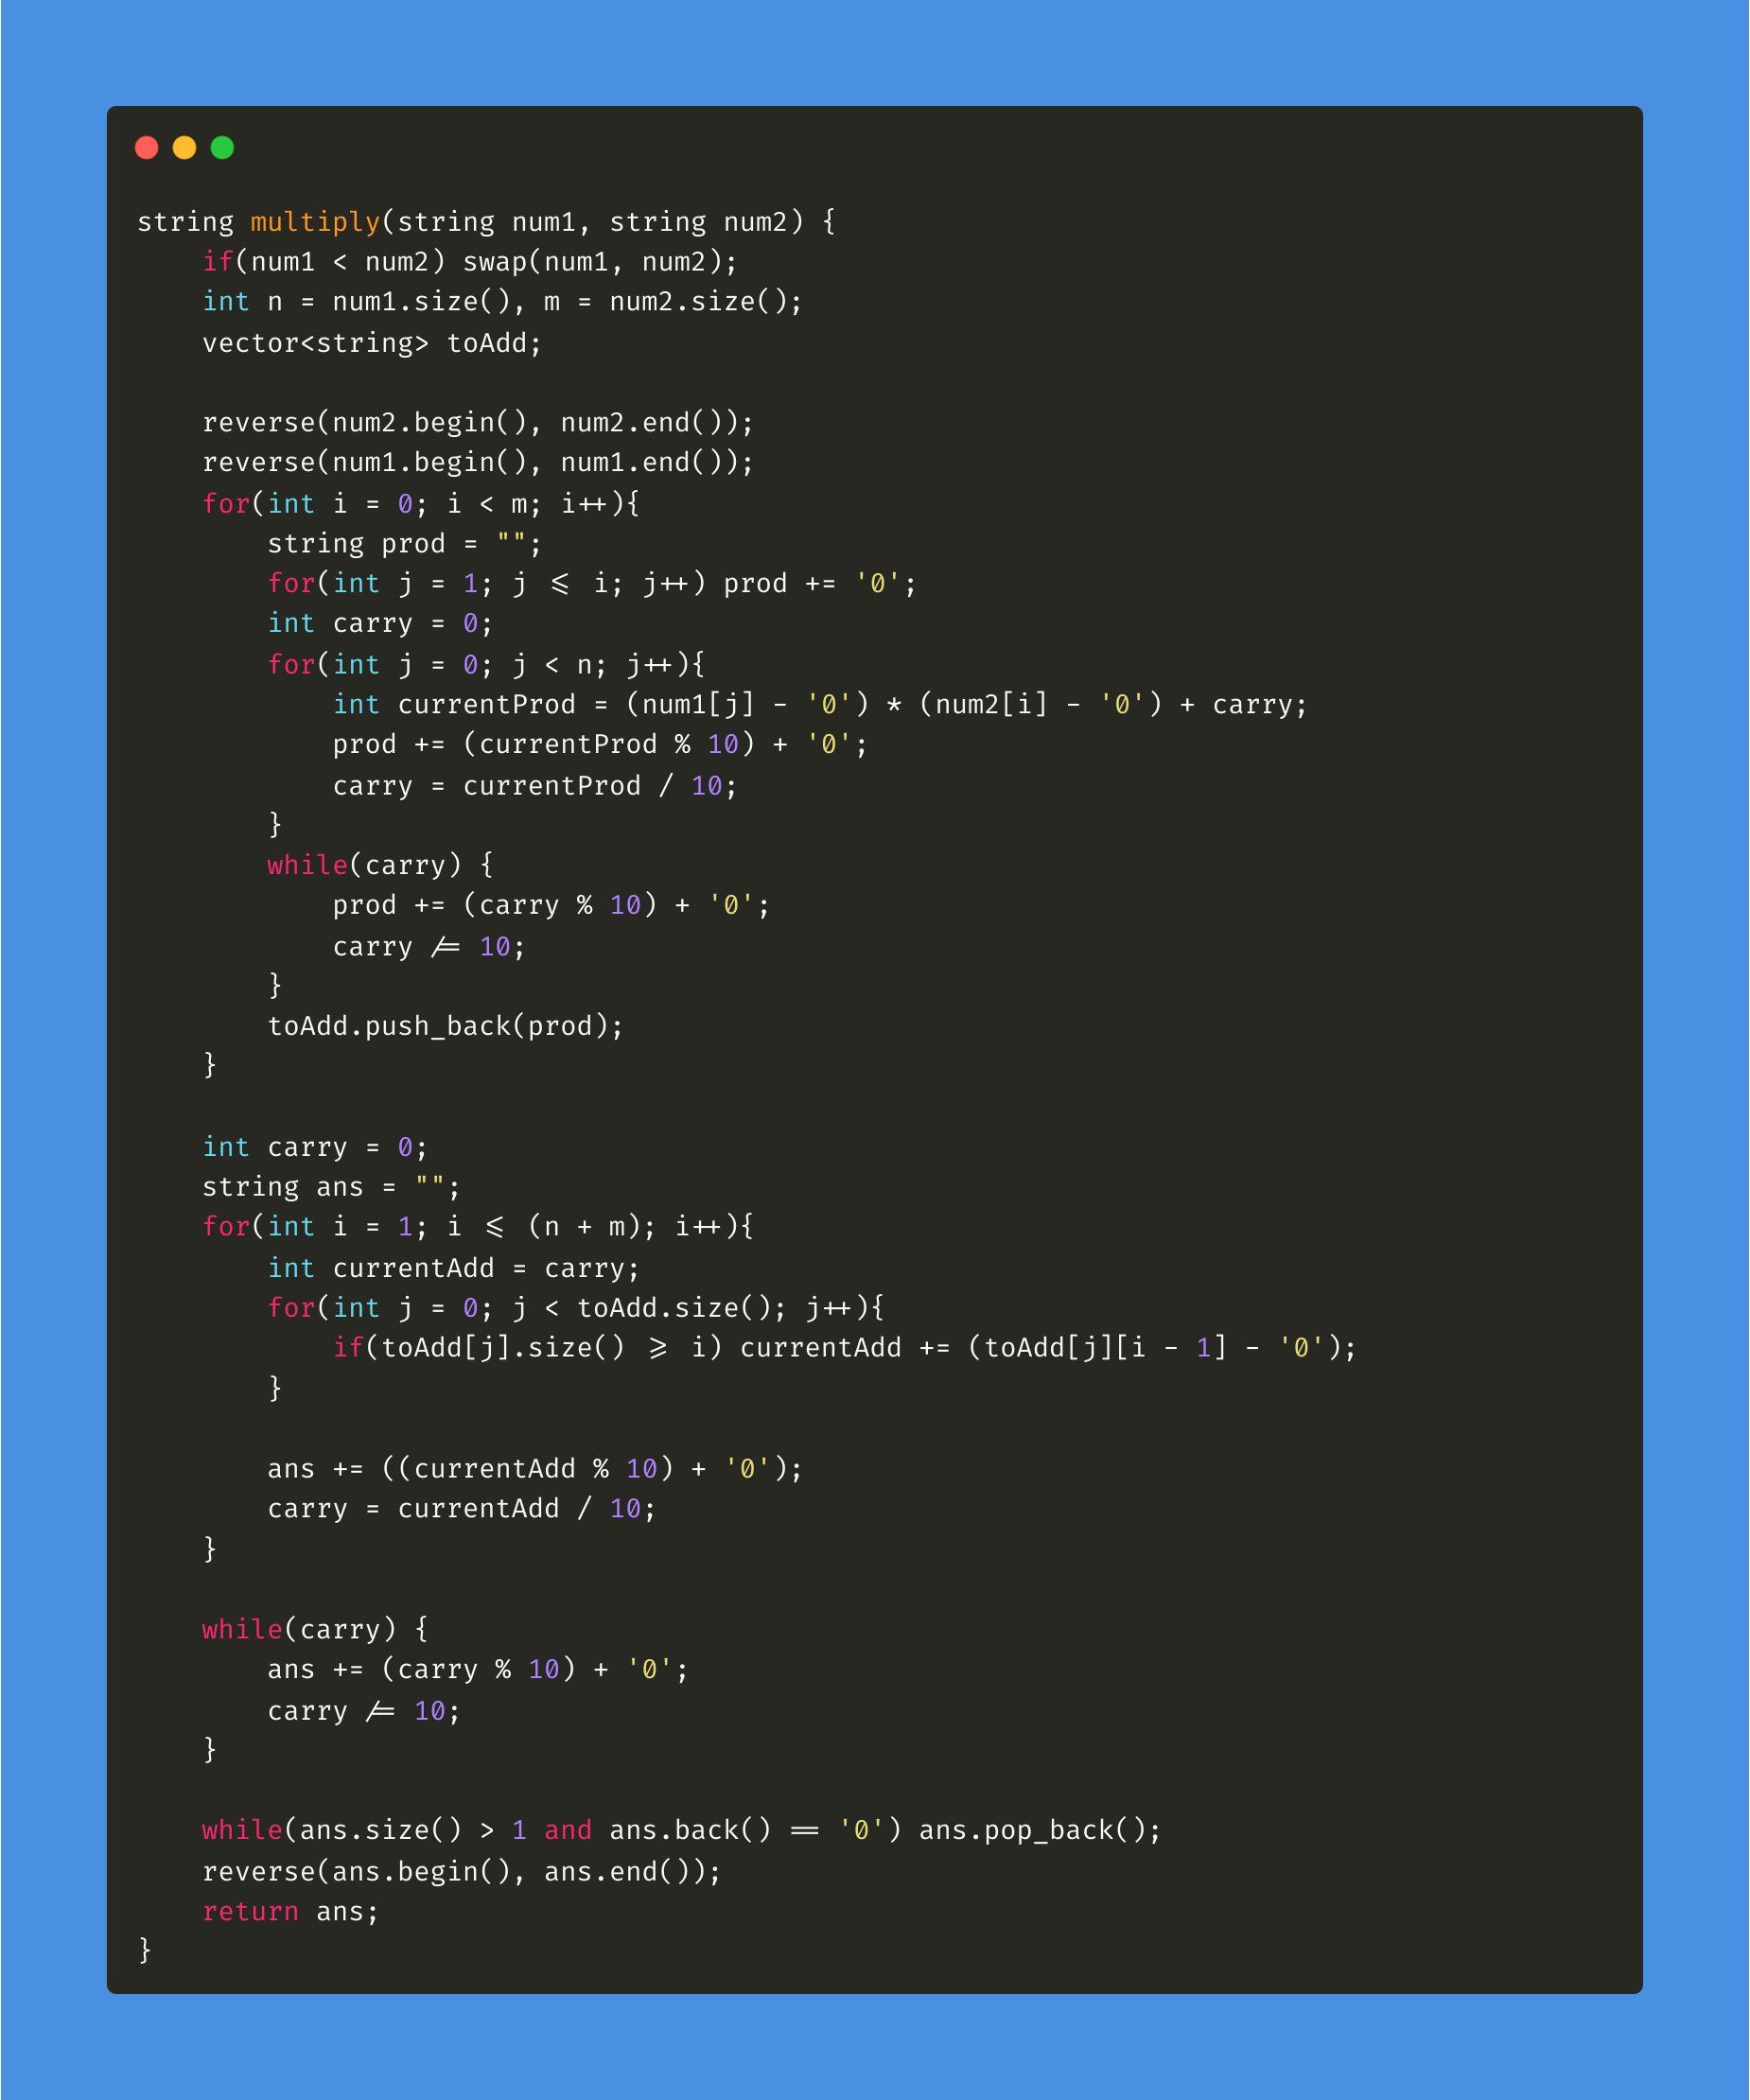 string multiply(string num1, string num2) {
    if(num1 < num2) swap(num1, num2);
    int n = num1.size(), m = num2.size();
    vector<string> toAdd;

    reverse(num2.begin(), num2.end());
    reverse(num1.begin(), num1.end());
    for(int i = 0; i < m; i++){
        string prod = "";
        for(int j = 1; j <= i; j++) prod += '0';
        int carry = 0;
        for(int j = 0; j < n; j++){
            int currentProd = (num1[j] - '0') * (num2[i] - '0') + carry;
            prod += (currentProd % 10) + '0';
            carry = currentProd / 10;
        }
        while(carry) {
            prod += (carry % 10) + '0';
            carry /= 10;
        }
        toAdd.push_back(prod);
    }

    int carry = 0;
    string ans = "";
    for(int i = 1; i <= (n + m); i++){
        int currentAdd = carry;
        for(int j = 0; j < toAdd.size(); j++){
            if(toAdd[j].size() >= i) currentAdd += (toAdd[j][i - 1] - '0');
        }

        ans += ((currentAdd % 10) + '0');
        carry = currentAdd / 10;
    }

    while(carry) {
        ans += (carry % 10) + '0';
        carry /= 10;
    }

    while(ans.size() > 1 and ans.back() == '0') ans.pop_back();
    reverse(ans.begin(), ans.end());
    return ans;
}